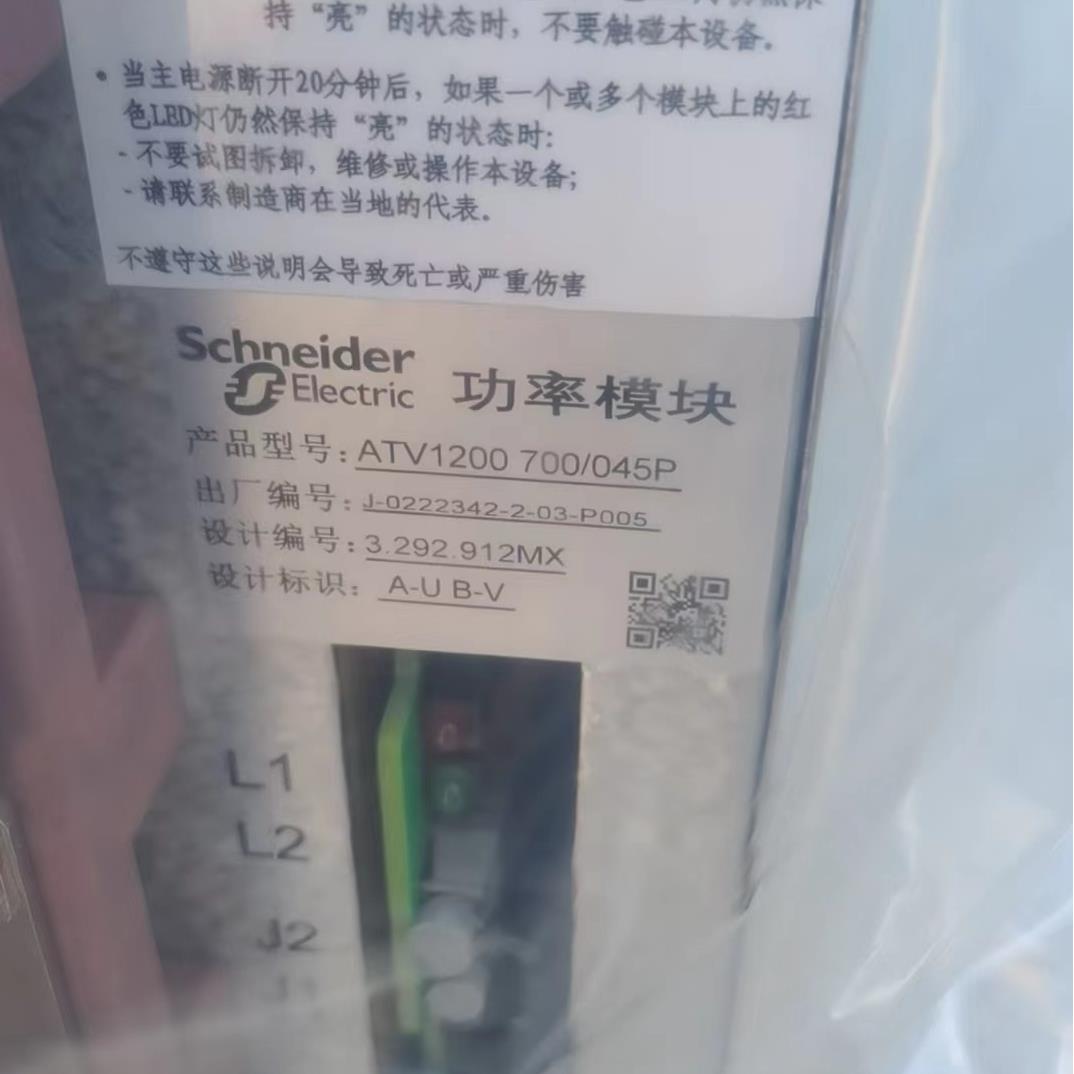 持“亮”的状态时，不要触碰本设备。
• 当主电源断开20分钟后，如果一个或多个模块上的红
色LED灯仍然保持“亮”的状态时:
- 不要试图拆卸，维修或操作本设备;
- 请联系制造商在当地的代表。
不遵守这些说明会导致死亡或严重伤害
Schneider
Electric
功率模块
产品型号: ATV1200 700/045P
出厂编号: J-0222342-2-03-P005
设计编号: 3.292.912MX
设计标识: A-U B-V
L1
L2
J2